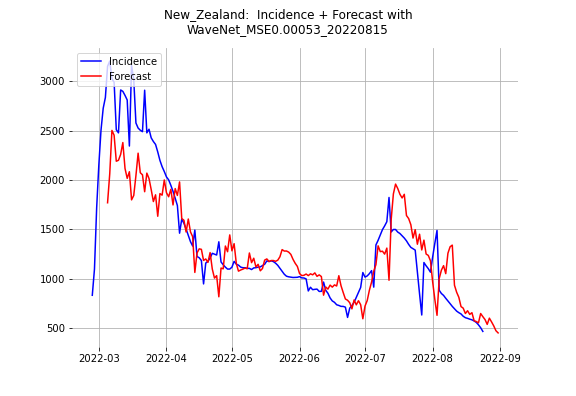 New_Zealand:  Incidence + Forecast with
WaveNet_MSE0.00053_20220815
Incidence
Forecast
3000
2500
2000
1500
1000
500
2022-03 2022-04 2022-05 2022-06 2022-07 2022-08 2022-09